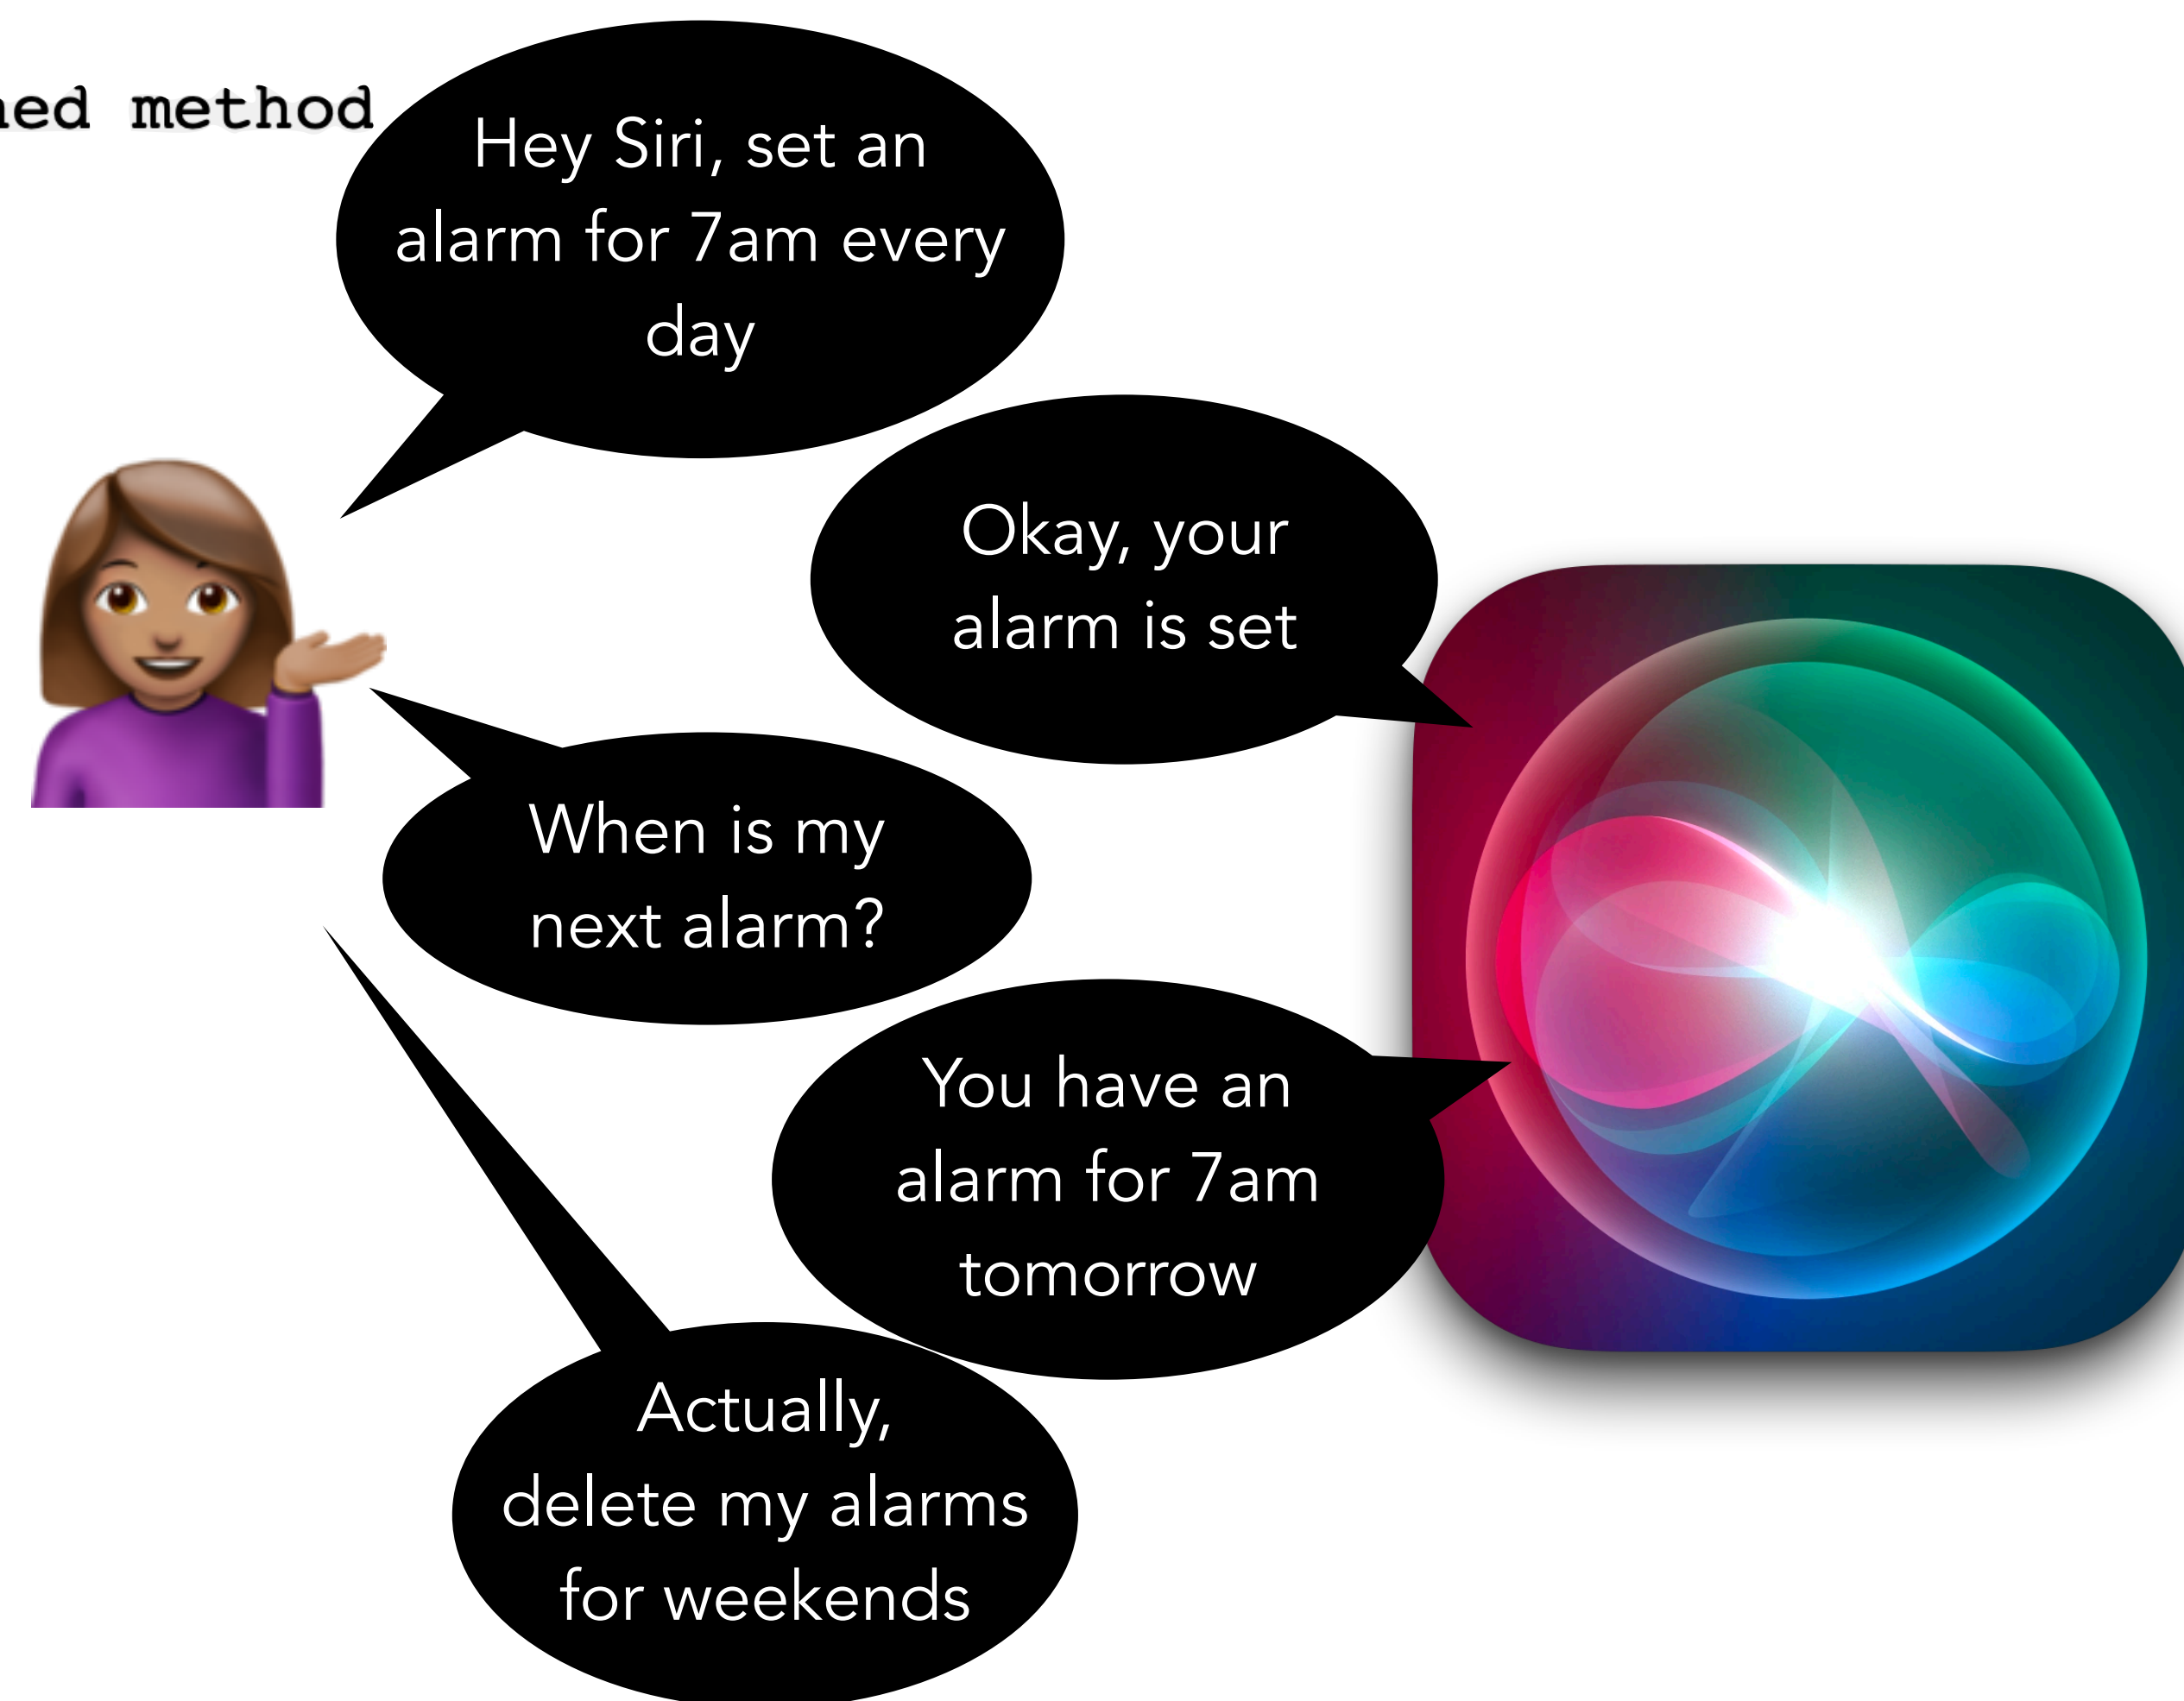 method
Hey Siri, set an
alarm for 7am every
day
Okay, your
alarm is set
When is my
next alarm?
You have an
alarm for 7am
tomorrow
Actually,
delete my alarms
for weekends